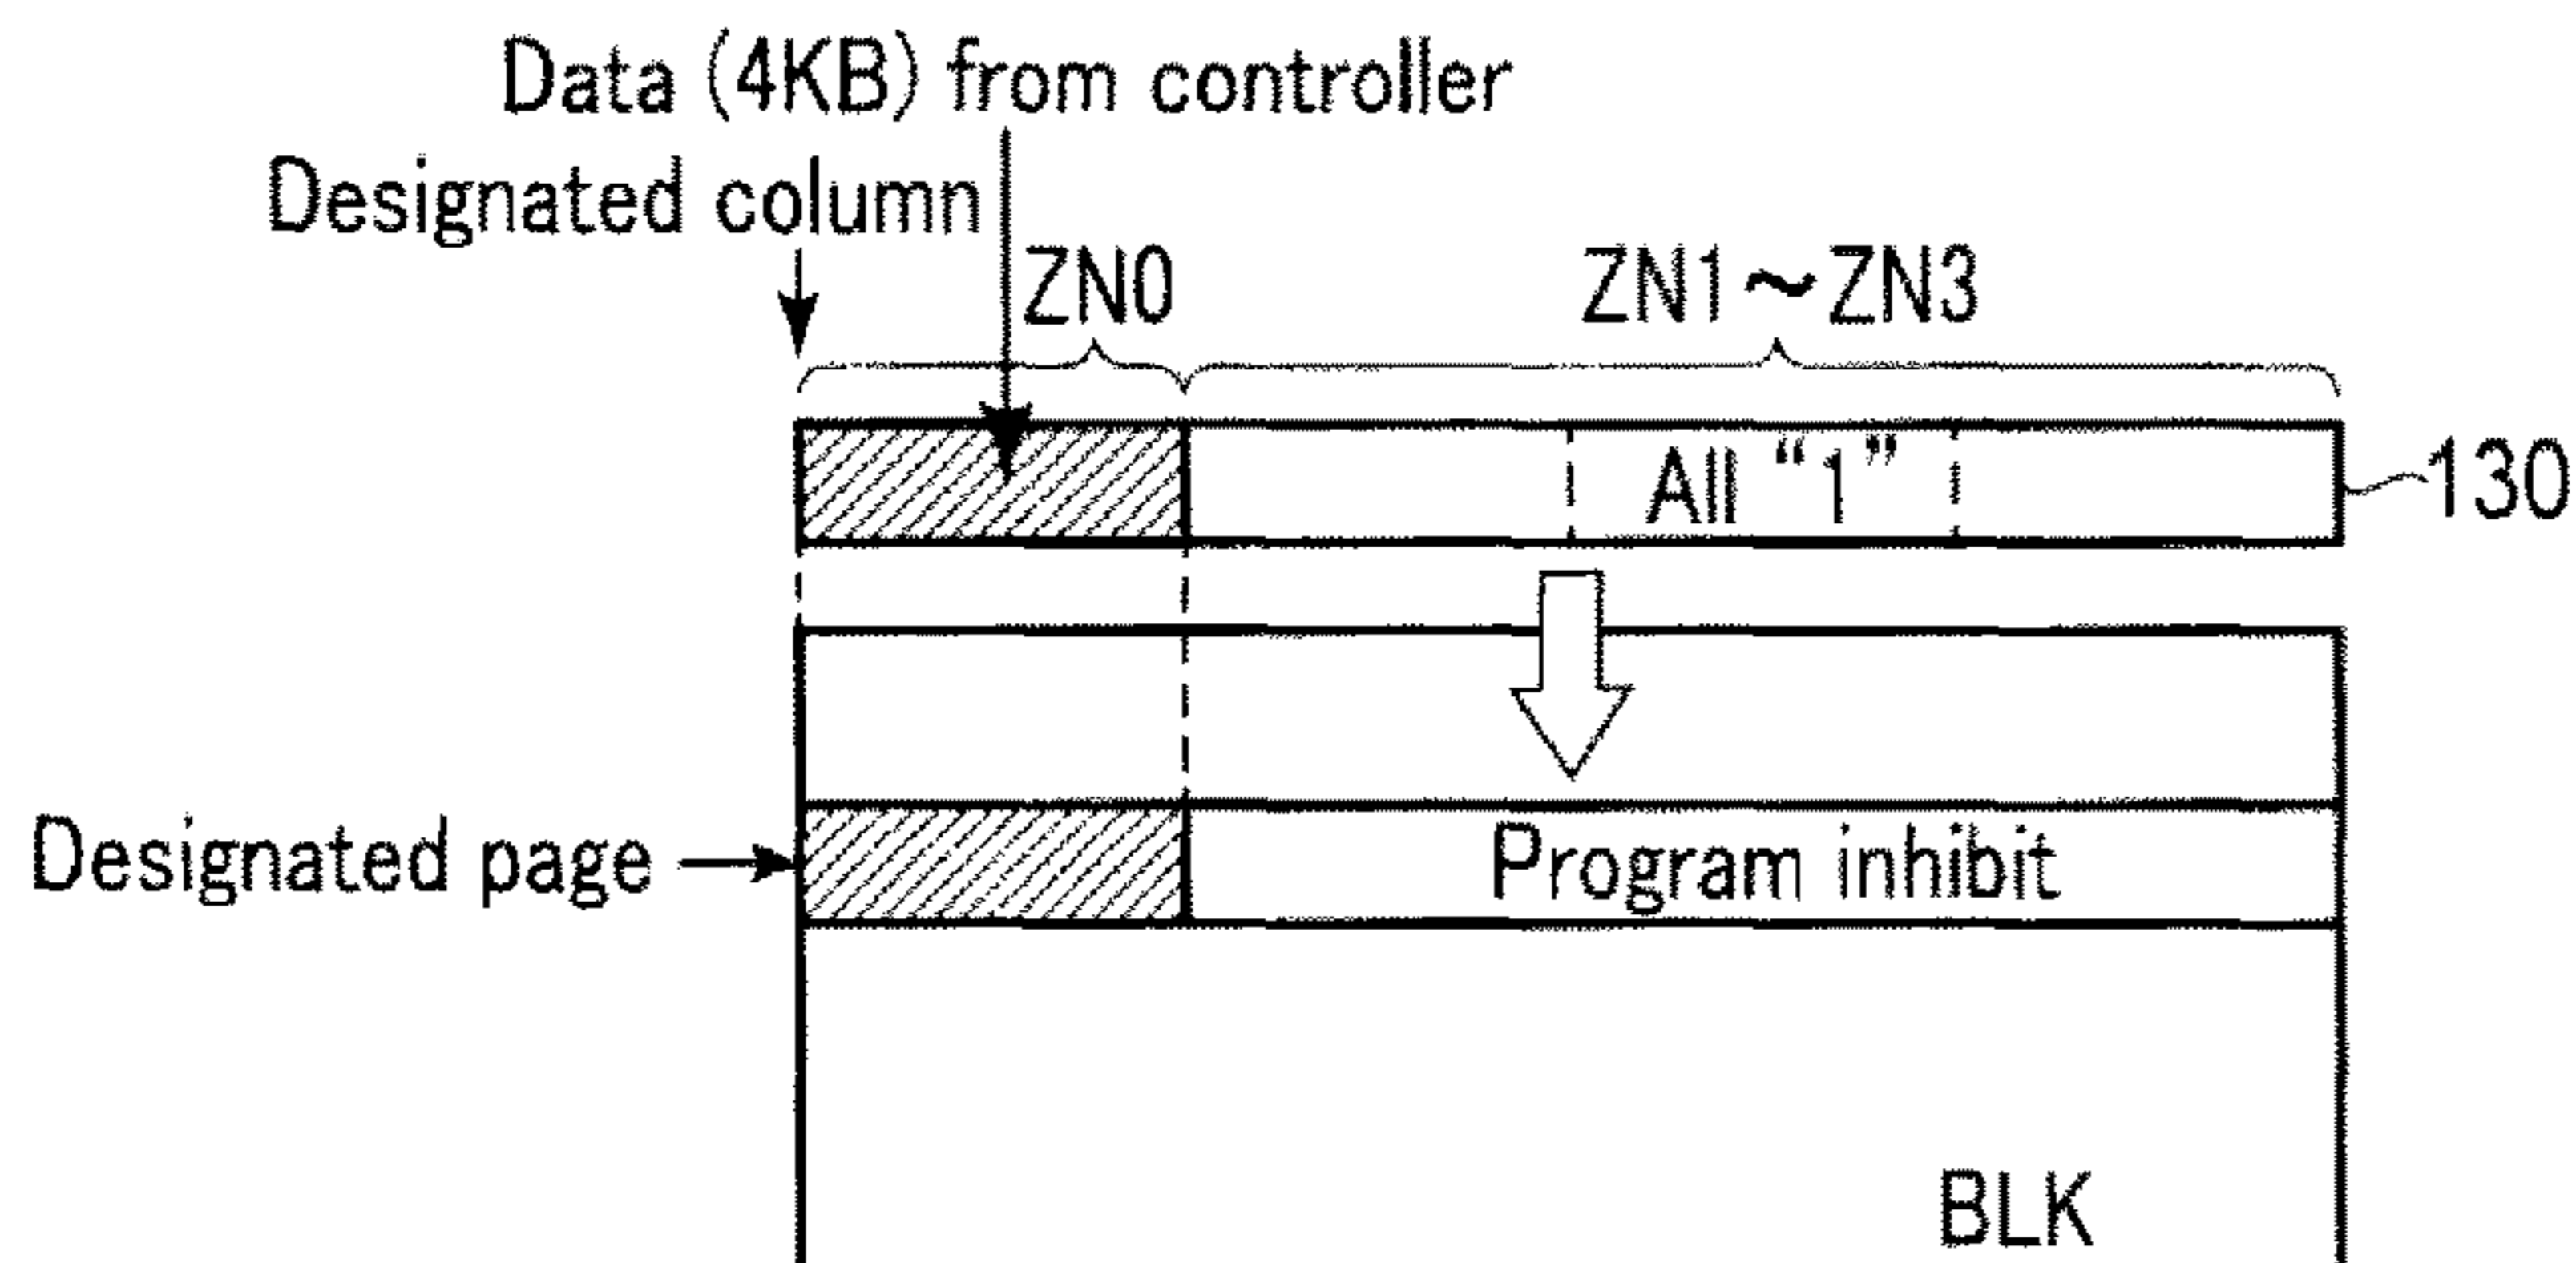 Data (4KB) from controller
Designated column
ZN0
ZN1～ZN3
All “1”
130
Designated page
Program inhibit
BLK